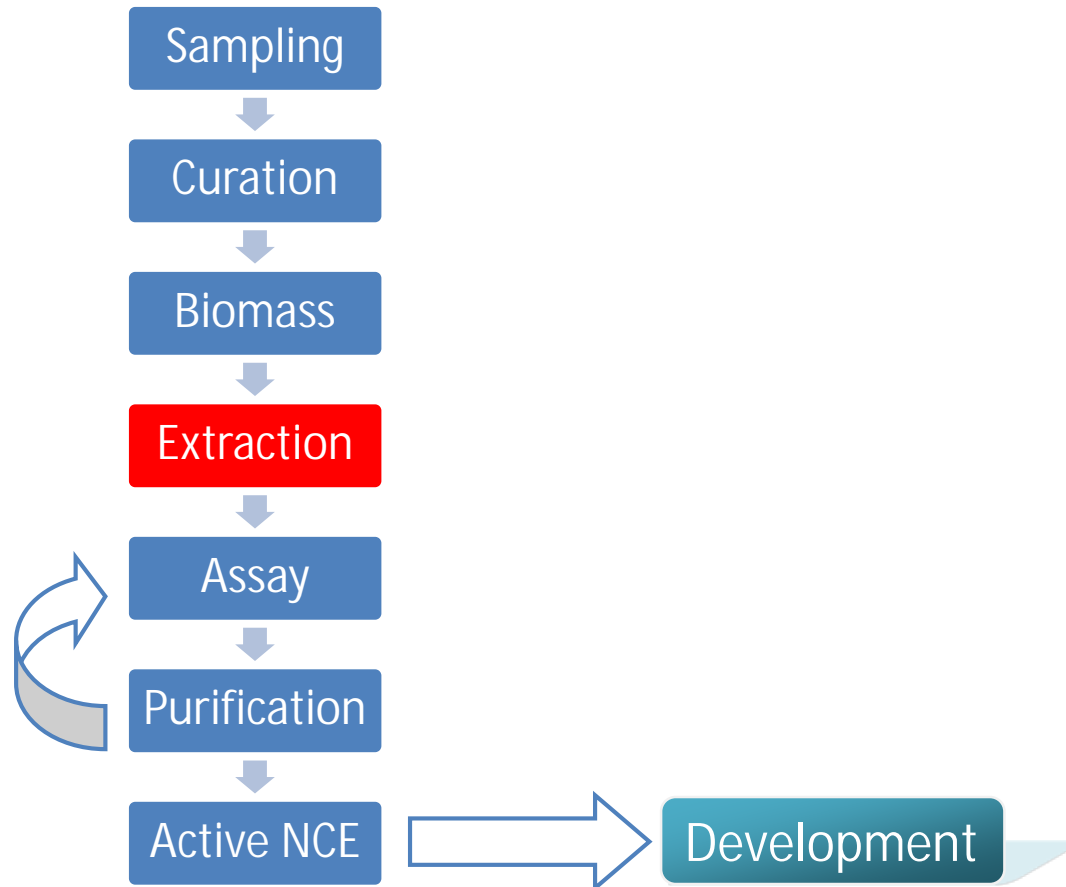 Sampling
Curation
Biomass
Extraction
Assay
Purification
Active NCE
Development